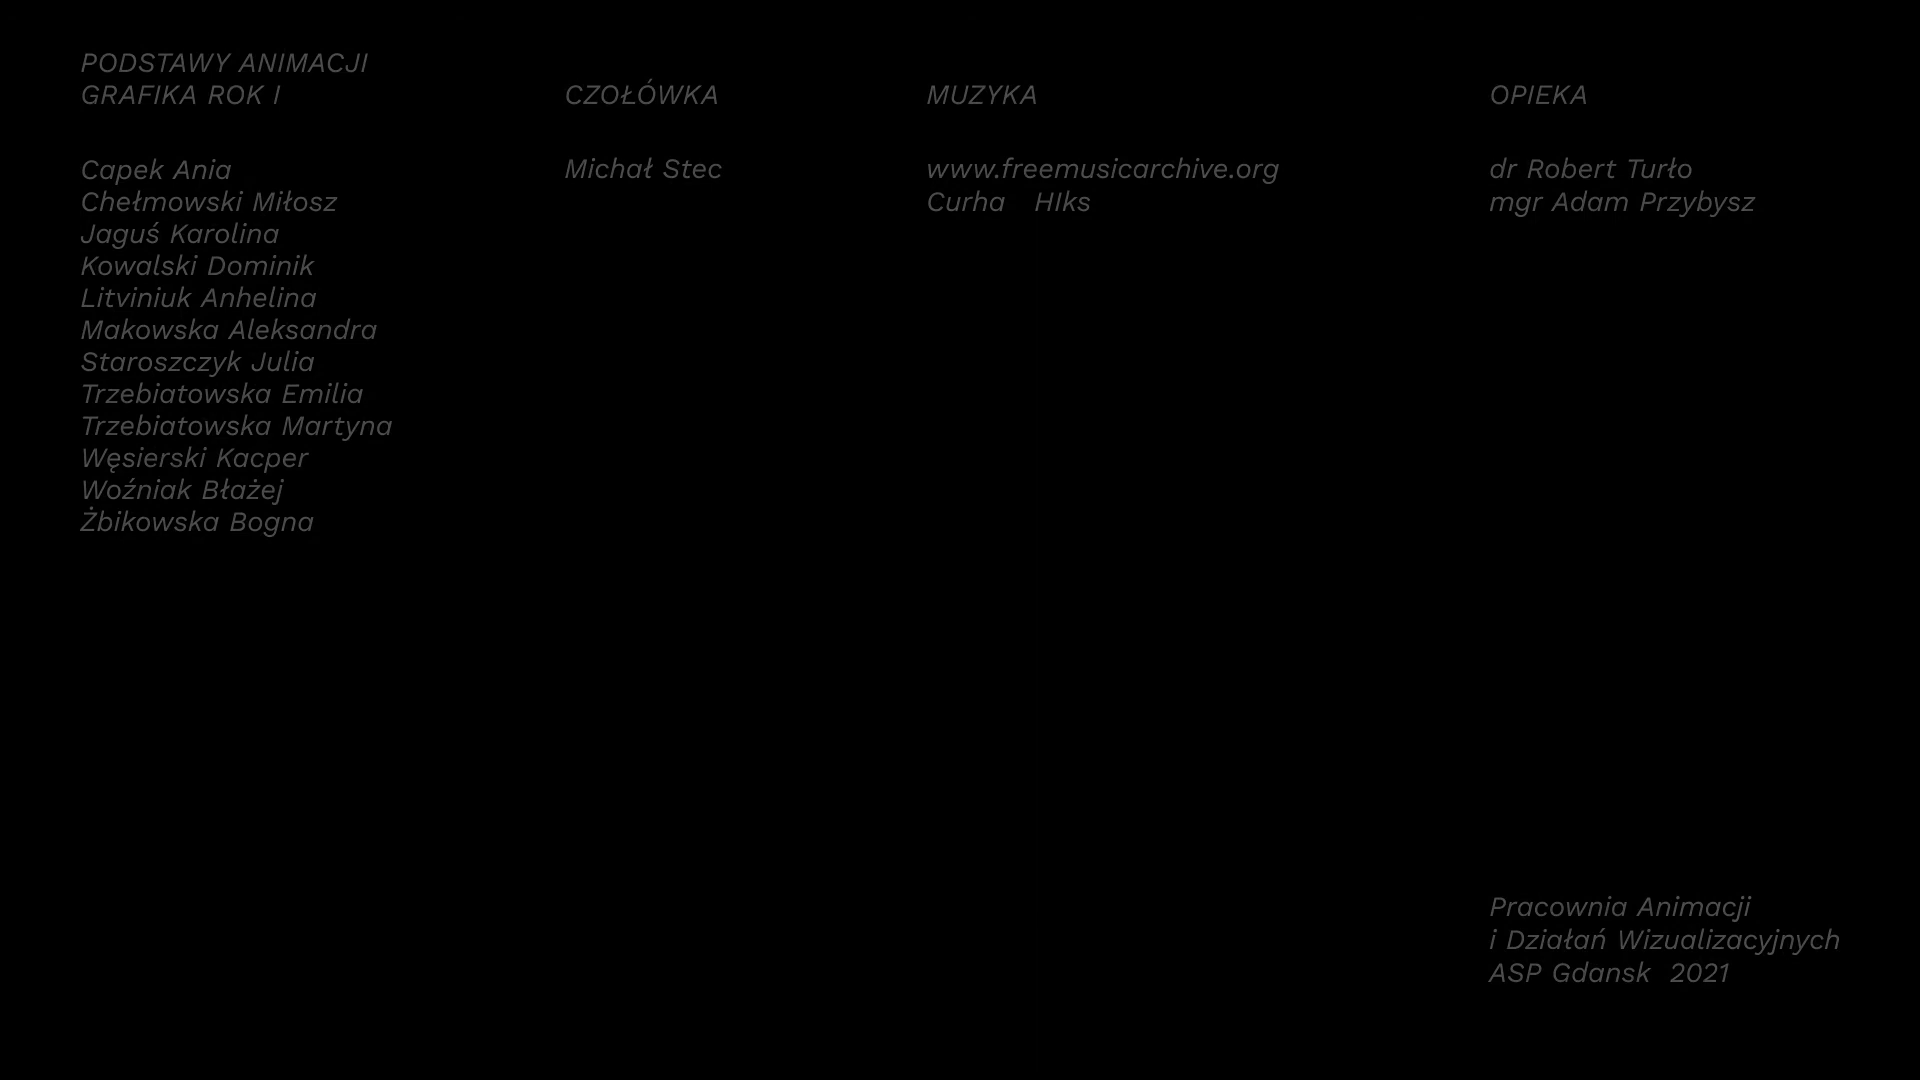 PODSTAWY ANIMACJI
GRAFIKA ROK I
Capek Ania
Chełmowski Miłosz
Jaguś Karolina
Kowalski Dominik
Litviniuk Anhelina
Makowska Aleksandra
Staroszczyk Julia
Trzebiatowska Emilia
Trzebiatowska Martyna
Węsierski Kacper
Woźniak Błażej
Żbikowska Bogna
CZOŁÓWKA
Michał Stec
MUZYKA
www.freemusicarchive.org
Curha HIks
OPIEKA
dr Robert Turło
mgr Adam Przybysz
Pracownia Animacji
i Działań Wizualizacyjnych
ASP Gdansk 2021